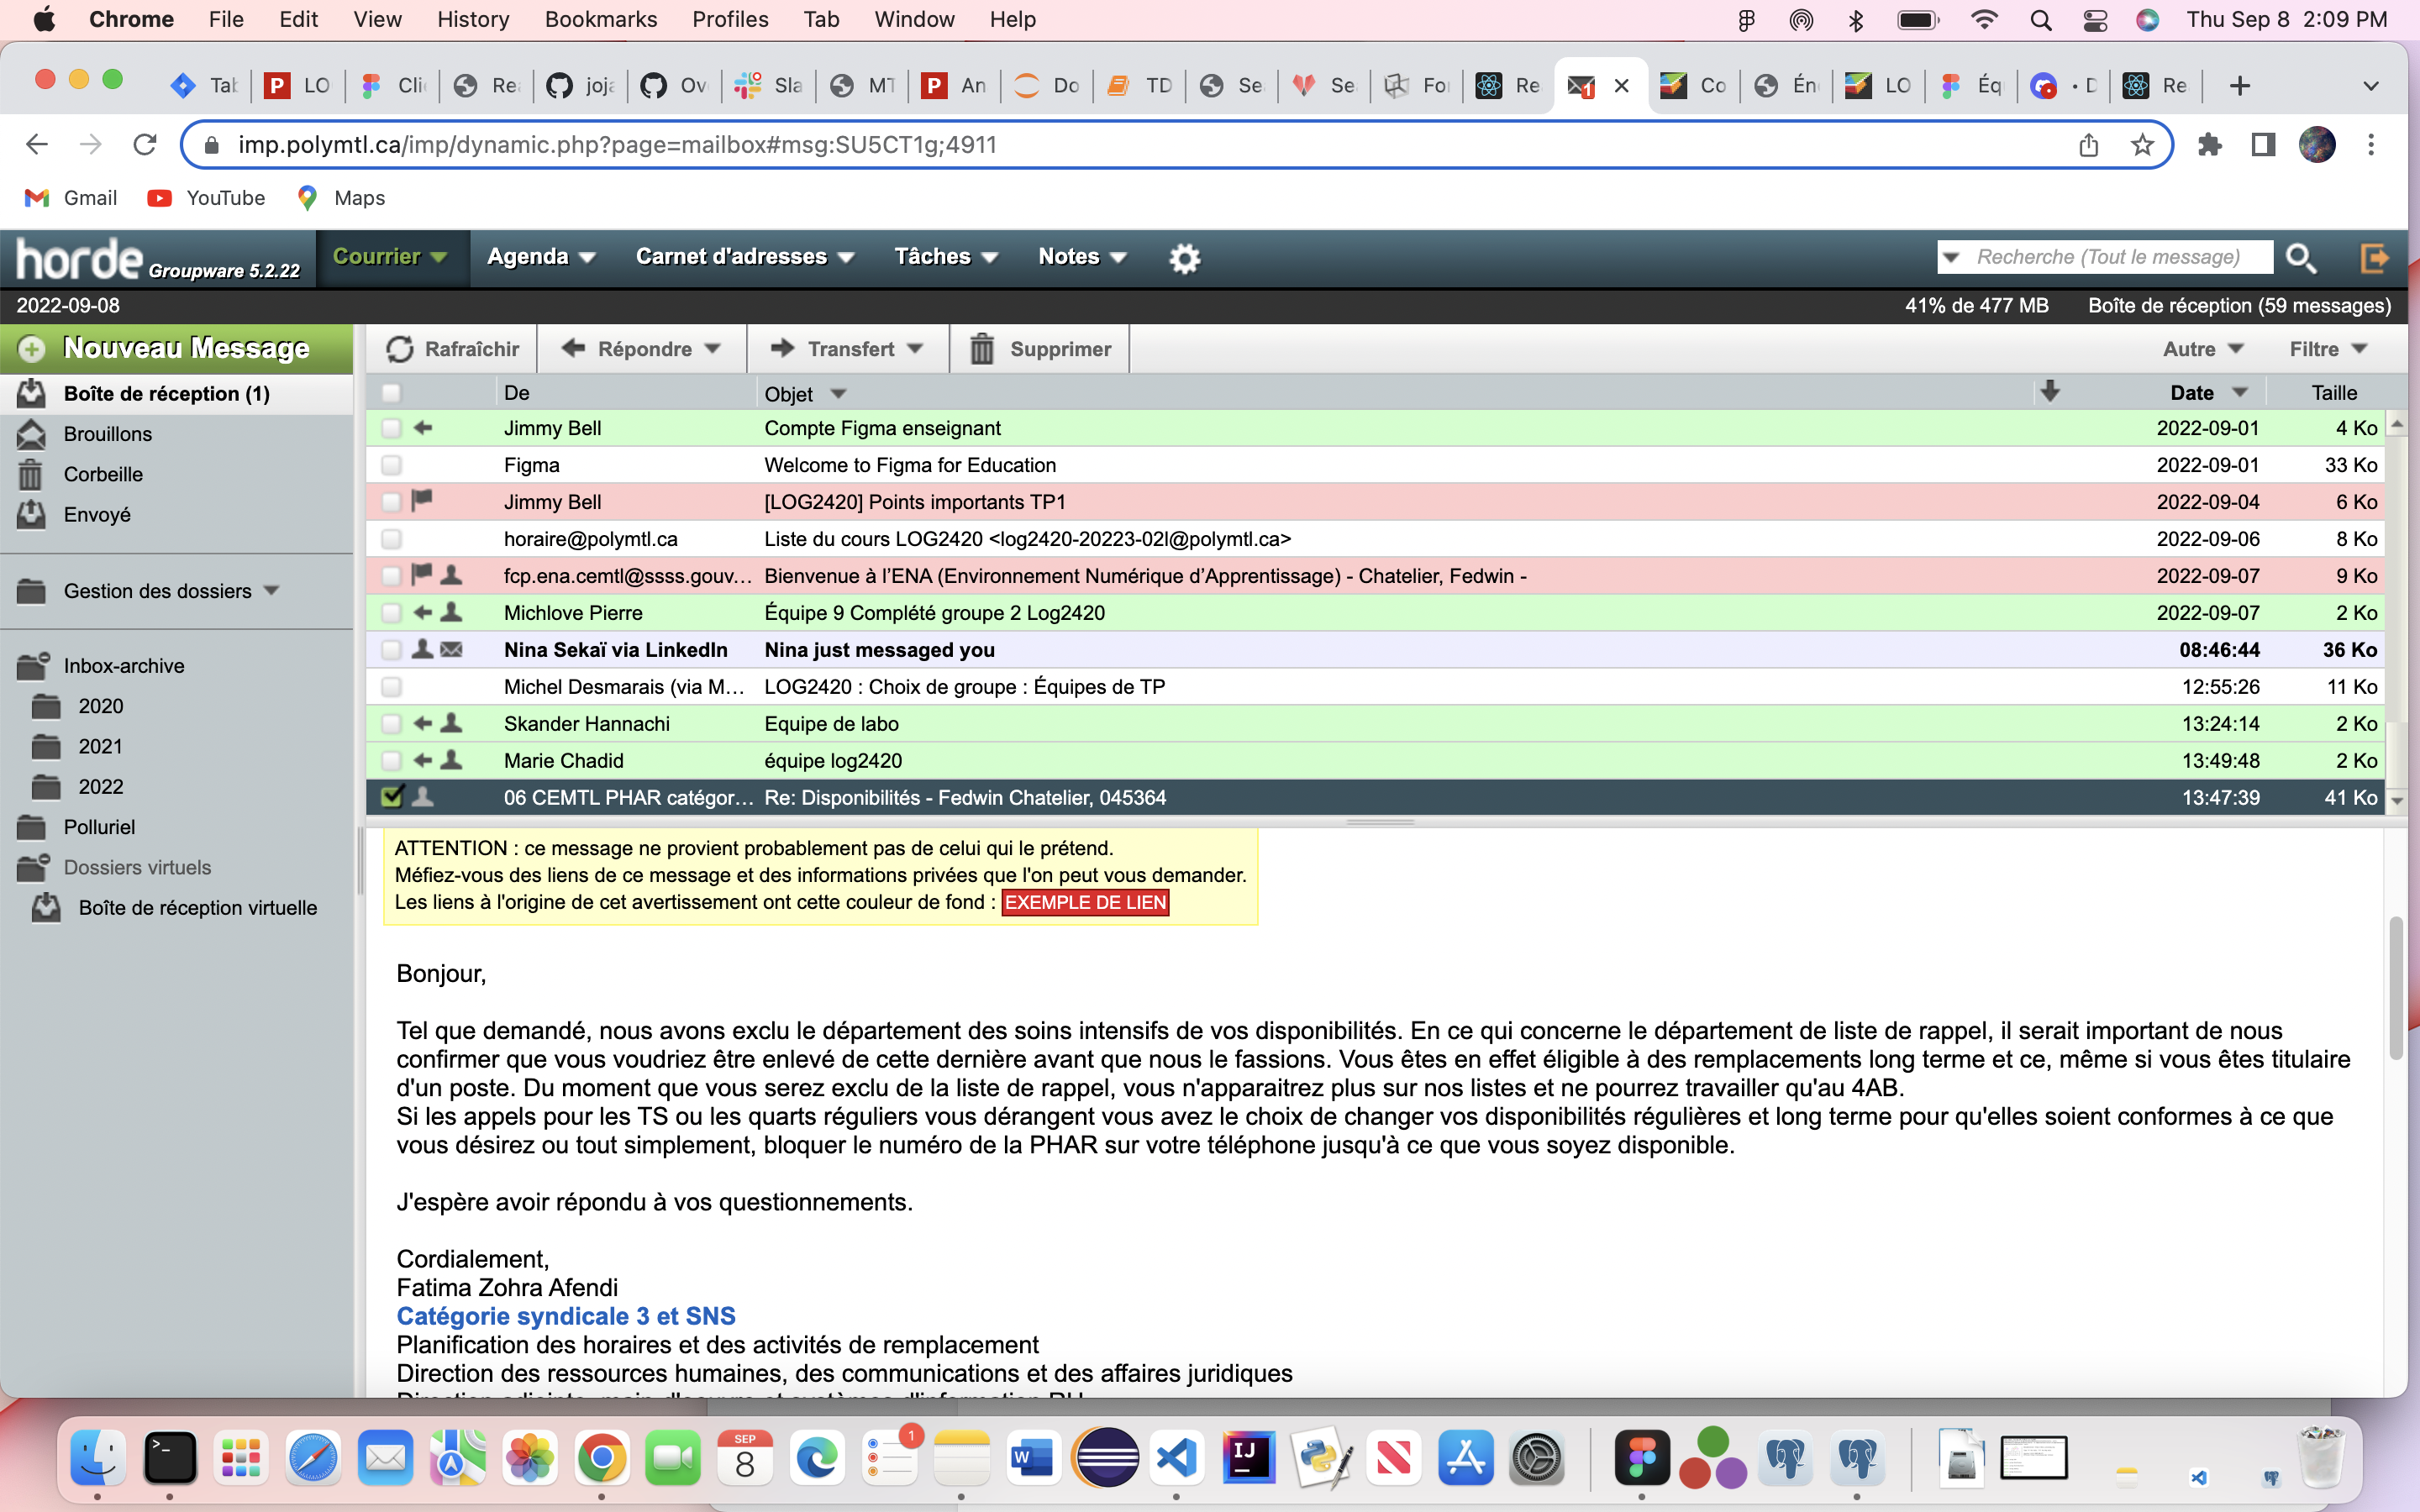 Chrome File Edit View History Bookmarks Profiles Tab Window Help Thu Sep 8 2:09 PM
Tab LO Clic Re joja Ov Sla MT An Do TD Se Se For Re 1 Co Én LO Éq • D Re
imp.polymtl.ca/imp/dynamic.php?page=mailbox#msg:SU5CT1g;4911
Gmail YouTube Maps
horde Groupware 5.2.22 Courrier Agenda Carnet d'adresses Tâches Notes Recherche (Tout le message)
2022-09-08 41% de 477 MB Boîte de réception (59 messages)
Nouveau Message Rafraîchir Répondre Transfert Supprimer Autre Filtre
Boîte de réception (1)
Brouillons
Corbeille
Envoyé
Gestion des dossiers
Inbox-archive
2020
2021
2022
Polluriel
Dossiers virtuels
Boîte de réception virtuelle
De Objet Date Taille
Jimmy Bell Compte Figma enseignant 2022-09-01 4 Ko
Figma Welcome to Figma for Education 2022-09-01 33 Ko
Jimmy Bell [LOG2420] Points importants TP1 2022-09-04 6 Ko
horaire@polymtl.ca Liste du cours LOG2420 <log2420-20223-02l@polymtl.ca> 2022-09-06 8 Ko
fcp.ena.cemtl@ssss.gouv... Bienvenue à l'ENA (Environnement Numérique d'Apprentissage) - Chatelier, Fedwin - 2022-09-07 9 Ko
Michlove Pierre Équipe 9 Complété groupe 2 Log2420 2022-09-07 2 Ko
Nina Sekaï via LinkedIn Nina just messaged you 08:46:44 36 Ko
Michel Desmarais (via M... LOG2420 : Choix de groupe : Équipes de TP 12:55:26 11 Ko
Skander Hannachi Equipe de labo 13:24:14 2 Ko
Marie Chadid équipe log2420 13:49:48 2 Ko
06 CEMTL PHAR catégor... Re: Disponibilités - Fedwin Chatelier, 045364 13:47:39 41 Ko
ATTENTION : ce message ne provient probablement pas de celui qui le prétend.
Méfiez-vous des liens de ce message et des informations privées que l'on peut vous demander.
Les liens à l'origine de cet avertissement ont cette couleur de fond : EXEMPLE DE LIEN
Bonjour,
Tel que demandé, nous avons exclu le département des soins intensifs de vos disponibilités. En ce qui concerne le département de liste de rappel, il serait important de nous
confirmer que vous voudriez être enlevé de cette dernière avant que nous le fassions. Vous êtes en effet éligible à des remplacements long terme et ce, même si vous êtes titulaire
d'un poste. Du moment que vous serez exclu de la liste de rappel, vous n'apparaitrez plus sur nos listes et ne pourrez travailler qu'au 4AB.
Si les appels pour les TS ou les quarts réguliers vous dérangent vous avez le choix de changer vos disponibilités régulières et long terme pour qu'elles soient conformes à ce que
vous désirez ou tout simplement, bloquer le numéro de la PHAR sur votre téléphone jusqu'à ce que vous soyez disponible.
J'espère avoir répondu à vos questionnements.
Cordialement,
Fatima Zohra Afendi
Catégorie syndicale 3 et SNS
Planification des horaires et des activités de remplacement
Direction des ressources humaines, des communications et des affaires juridiques
Direction adjointe, main-d'oeuvre et systèmes d'information RH
SEP
8
1